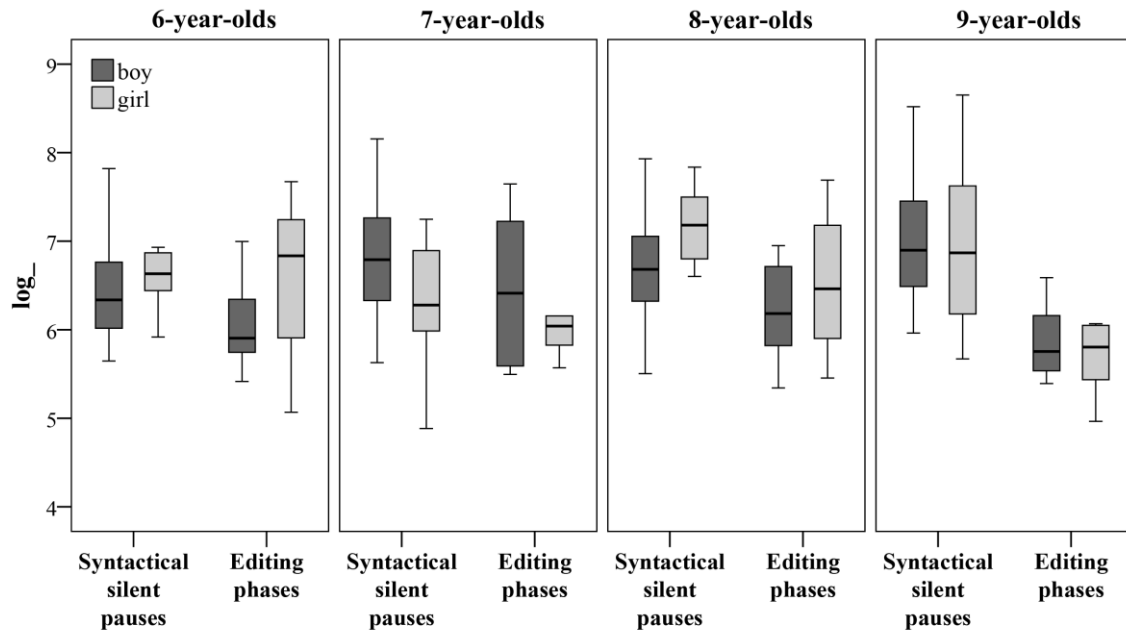 6-year-olds 7-year-olds 8-year-olds 9-year-olds
boy
girl
log_
9
8
7
6
5
4
Syntactical Editing Syntactical Editing Syntactical Editing Syntactical Editing
silent phases silent phases silent phases silent phases
pauses pauses pauses pauses